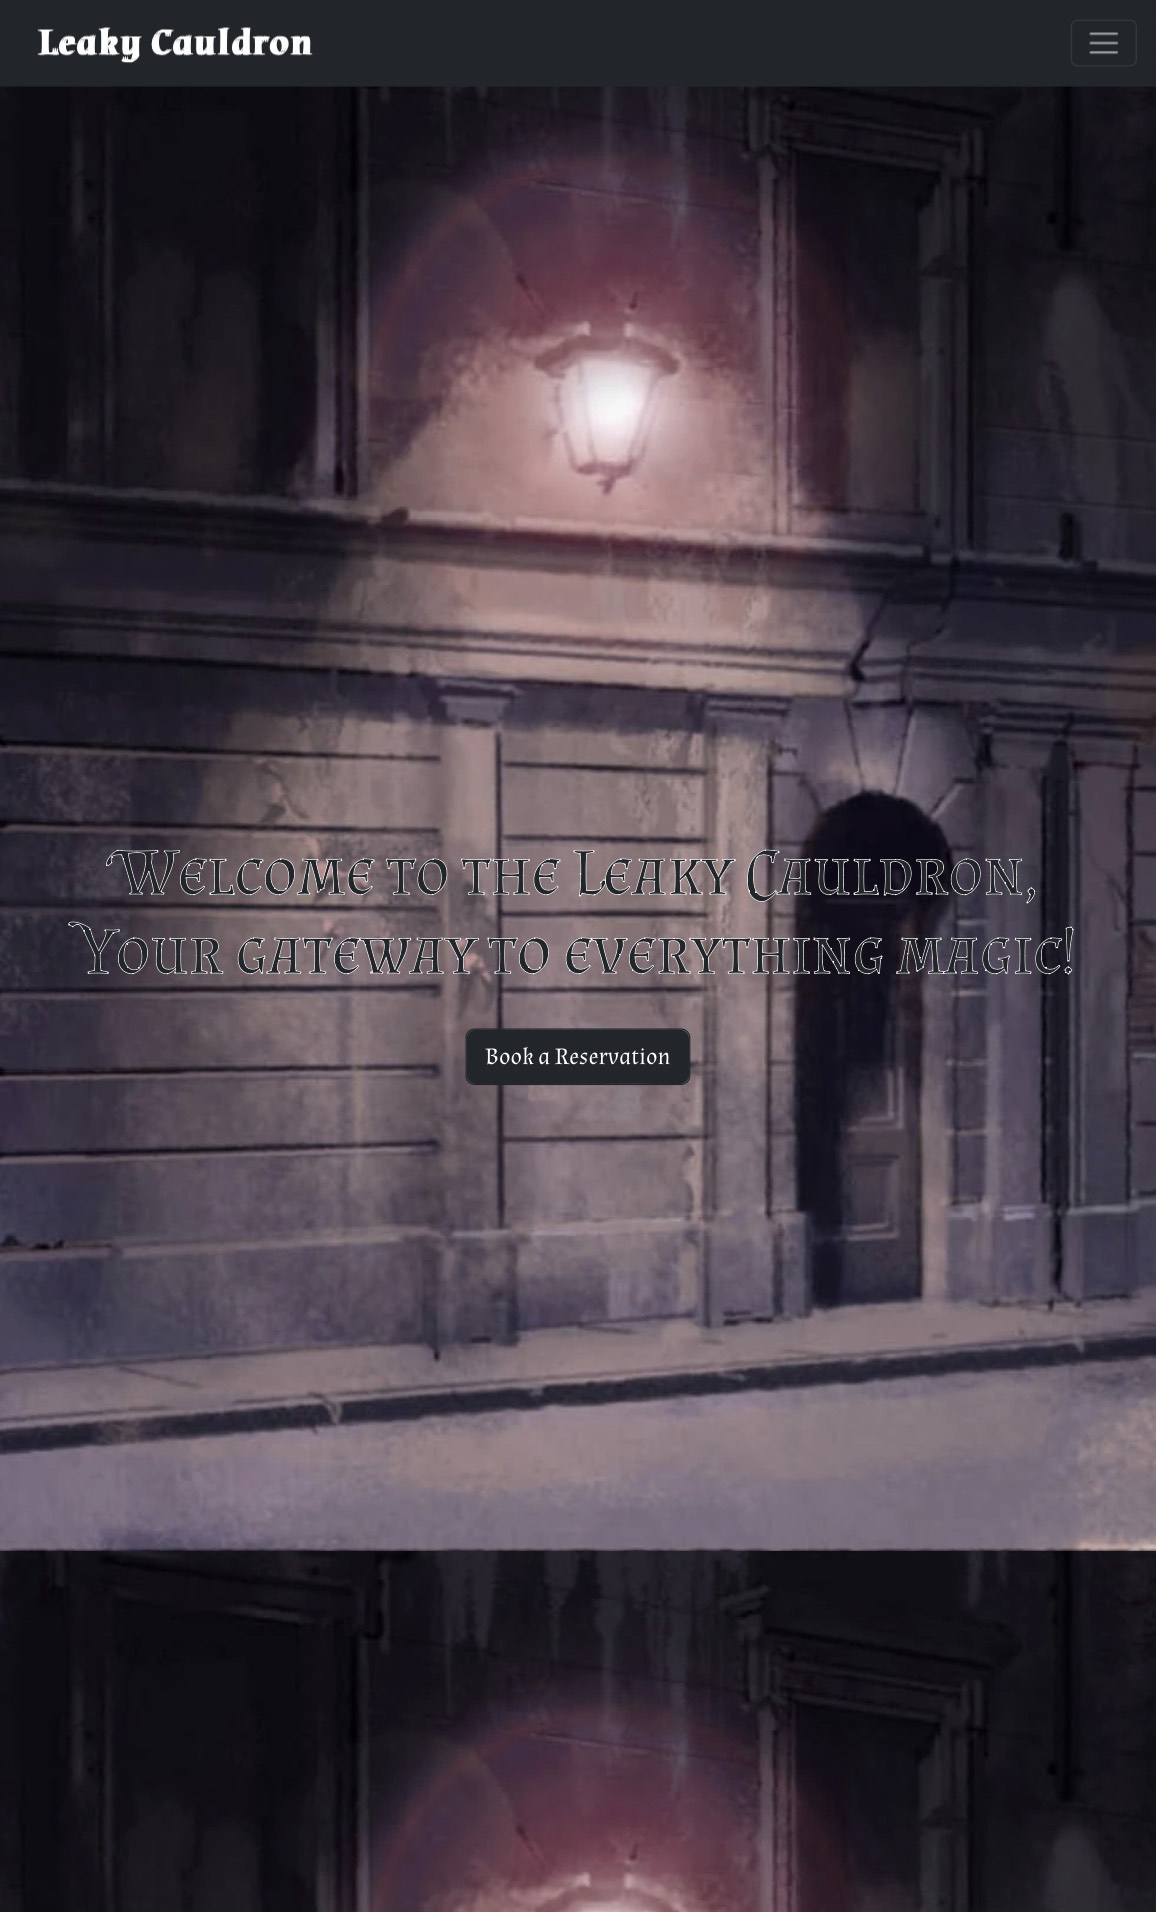 Leaky Cauldron
Welcome to the Leaky Cauldron,
Your gateway to everything magic!
Book a Reservation